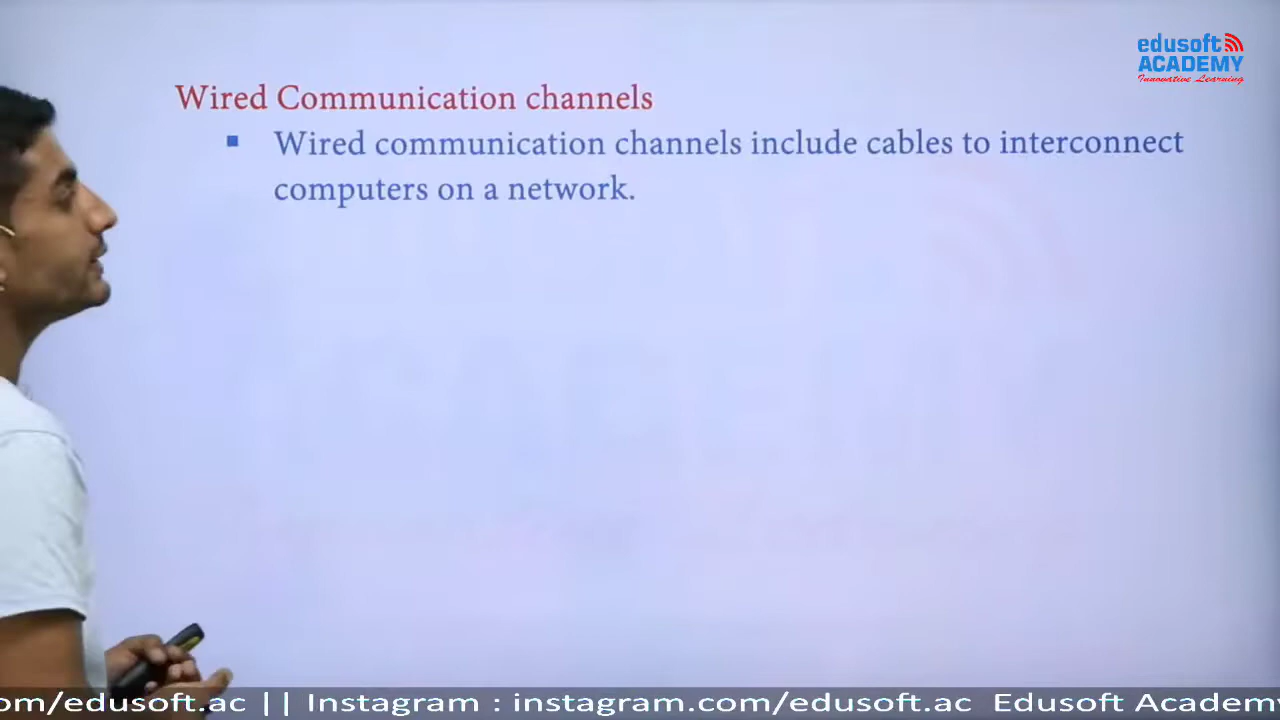 edusoft
ACADEMY
Innovative Learning
Wired Communication channels
Wired communication channels include cables to interconnect
computers on a network.
om/edusoft.ac || Instagram : instagram.com/edusoft.ac Edusoft Academ